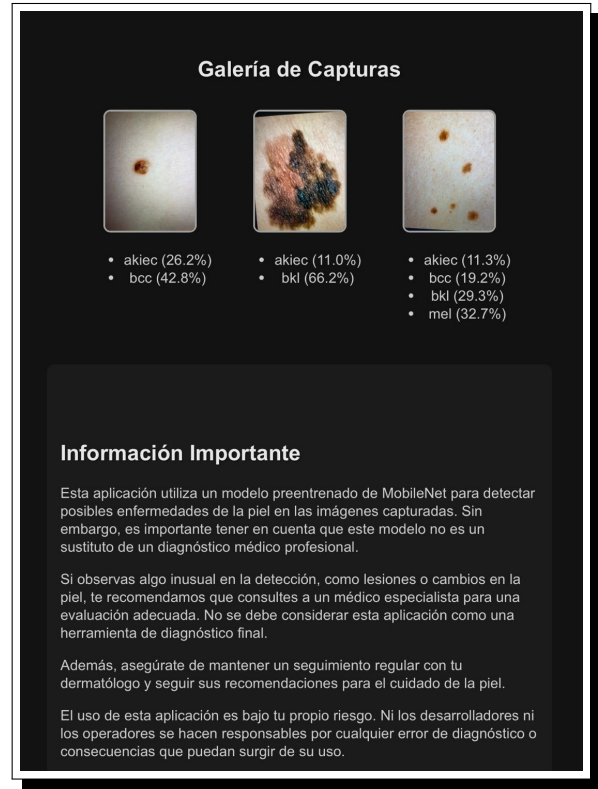 Galería de Capturas
• akiec (26.2%)
• bcc (42.8%)
• akiec (11.0%)
• bkl (66.2%)
• akiec (11.3%)
• bcc (19.2%)
• bkl (29.3%)
• mel (32.7%)
Información Importante
Esta aplicación utiliza un modelo preentrenado de MobileNet para detectar
posibles enfermedades de la piel en las imágenes capturadas. Sin
embargo, es importante tener en cuenta que este modelo no es un
sustituto de un diagnóstico médico profesional.
Si observas algo inusual en la detección, como lesiones o cambios en la
piel, te recomendamos que consultes a un médico especialista para una
evaluación adecuada. No se debe considerar esta aplicación como una
herramienta de diagnóstico final.
Además, asegúrate de mantener un seguimiento regular con tu
dermatólogo y seguir sus recomendaciones para el cuidado de la piel.
El uso de esta aplicación es bajo tu propio riesgo. Ni los desarrolladores ni
los operadores se hacen responsables por cualquier error de diagnóstico o
consecuencias que puedan surgir de su uso.